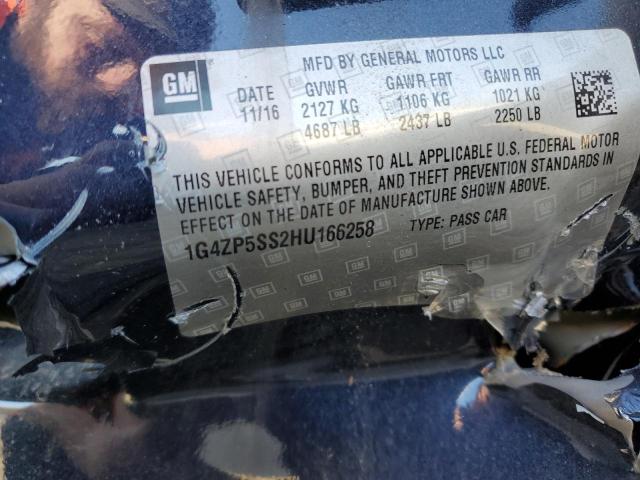 GM
MFD BY GENERAL MOTORS LLC
DATE GVWR GAWR FRT GAWR RR
11/16 2127 KG 1106 KG 1021 KG
4687 LB 2437 LB 2250 LB
THIS VEHICLE CONFORMS TO ALL APPLICABLE U.S. FEDERAL MOTOR
VEHICLE SAFETY, BUMPER, AND THEFT PREVENTION STANDARDS IN
EFFECT ON THE DATE OF MANUFACTURE SHOWN ABOVE.
1G4ZP5SS2HU166258 TYPE: PASS CAR